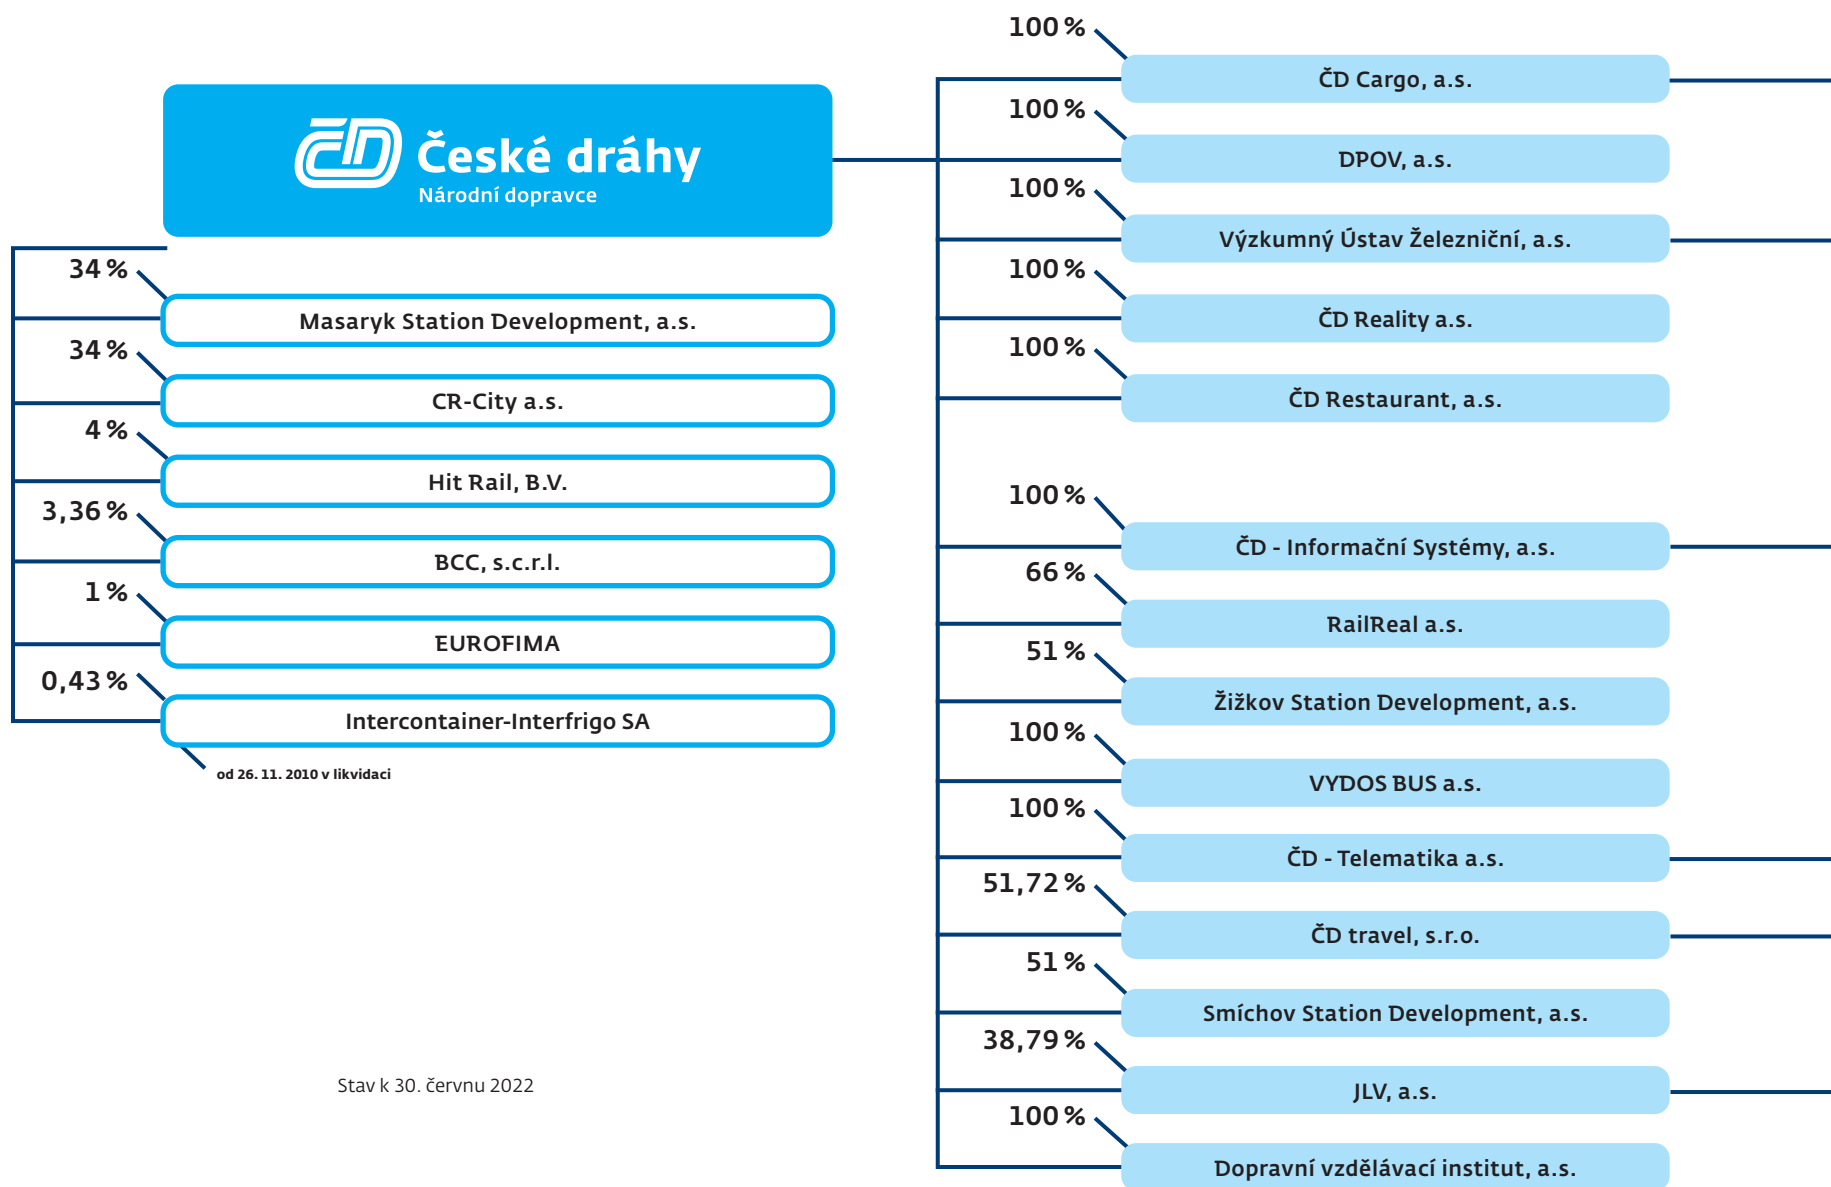 ČD České dráhy
Národní dopravce
34 %
Masaryk Station Development, a.s.
34 %
CR-City a.s.
4 %
Hit Rail, B.V.
3,36 %
BCC, s.c.r.l.
1 %
EUROFIMA
0,43 %
Intercontainer-Interfrigo SA
od 26. 11. 2010 v likvidaci
Stav k 30. červnu 2022
100 %
ČD Cargo, a.s.
100 %
DPOV, a.s.
100 %
Výzkumný Ústav Železniční, a.s.
100 %
ČD Reality a.s.
100 %
ČD Restaurant, a.s.
100 %
ČD - Informační Systémy, a.s.
66 %
RailReal a.s.
51 %
Žižkov Station Development, a.s.
100 %
VYDOS BUS a.s.
100 %
ČD - Telematika a.s.
51,72 %
ČD travel, s.r.o.
51 %
Smíchov Station Development, a.s.
38,79 %
JLV, a.s.
100 %
Dopravní vzdělávací institut, a.s.